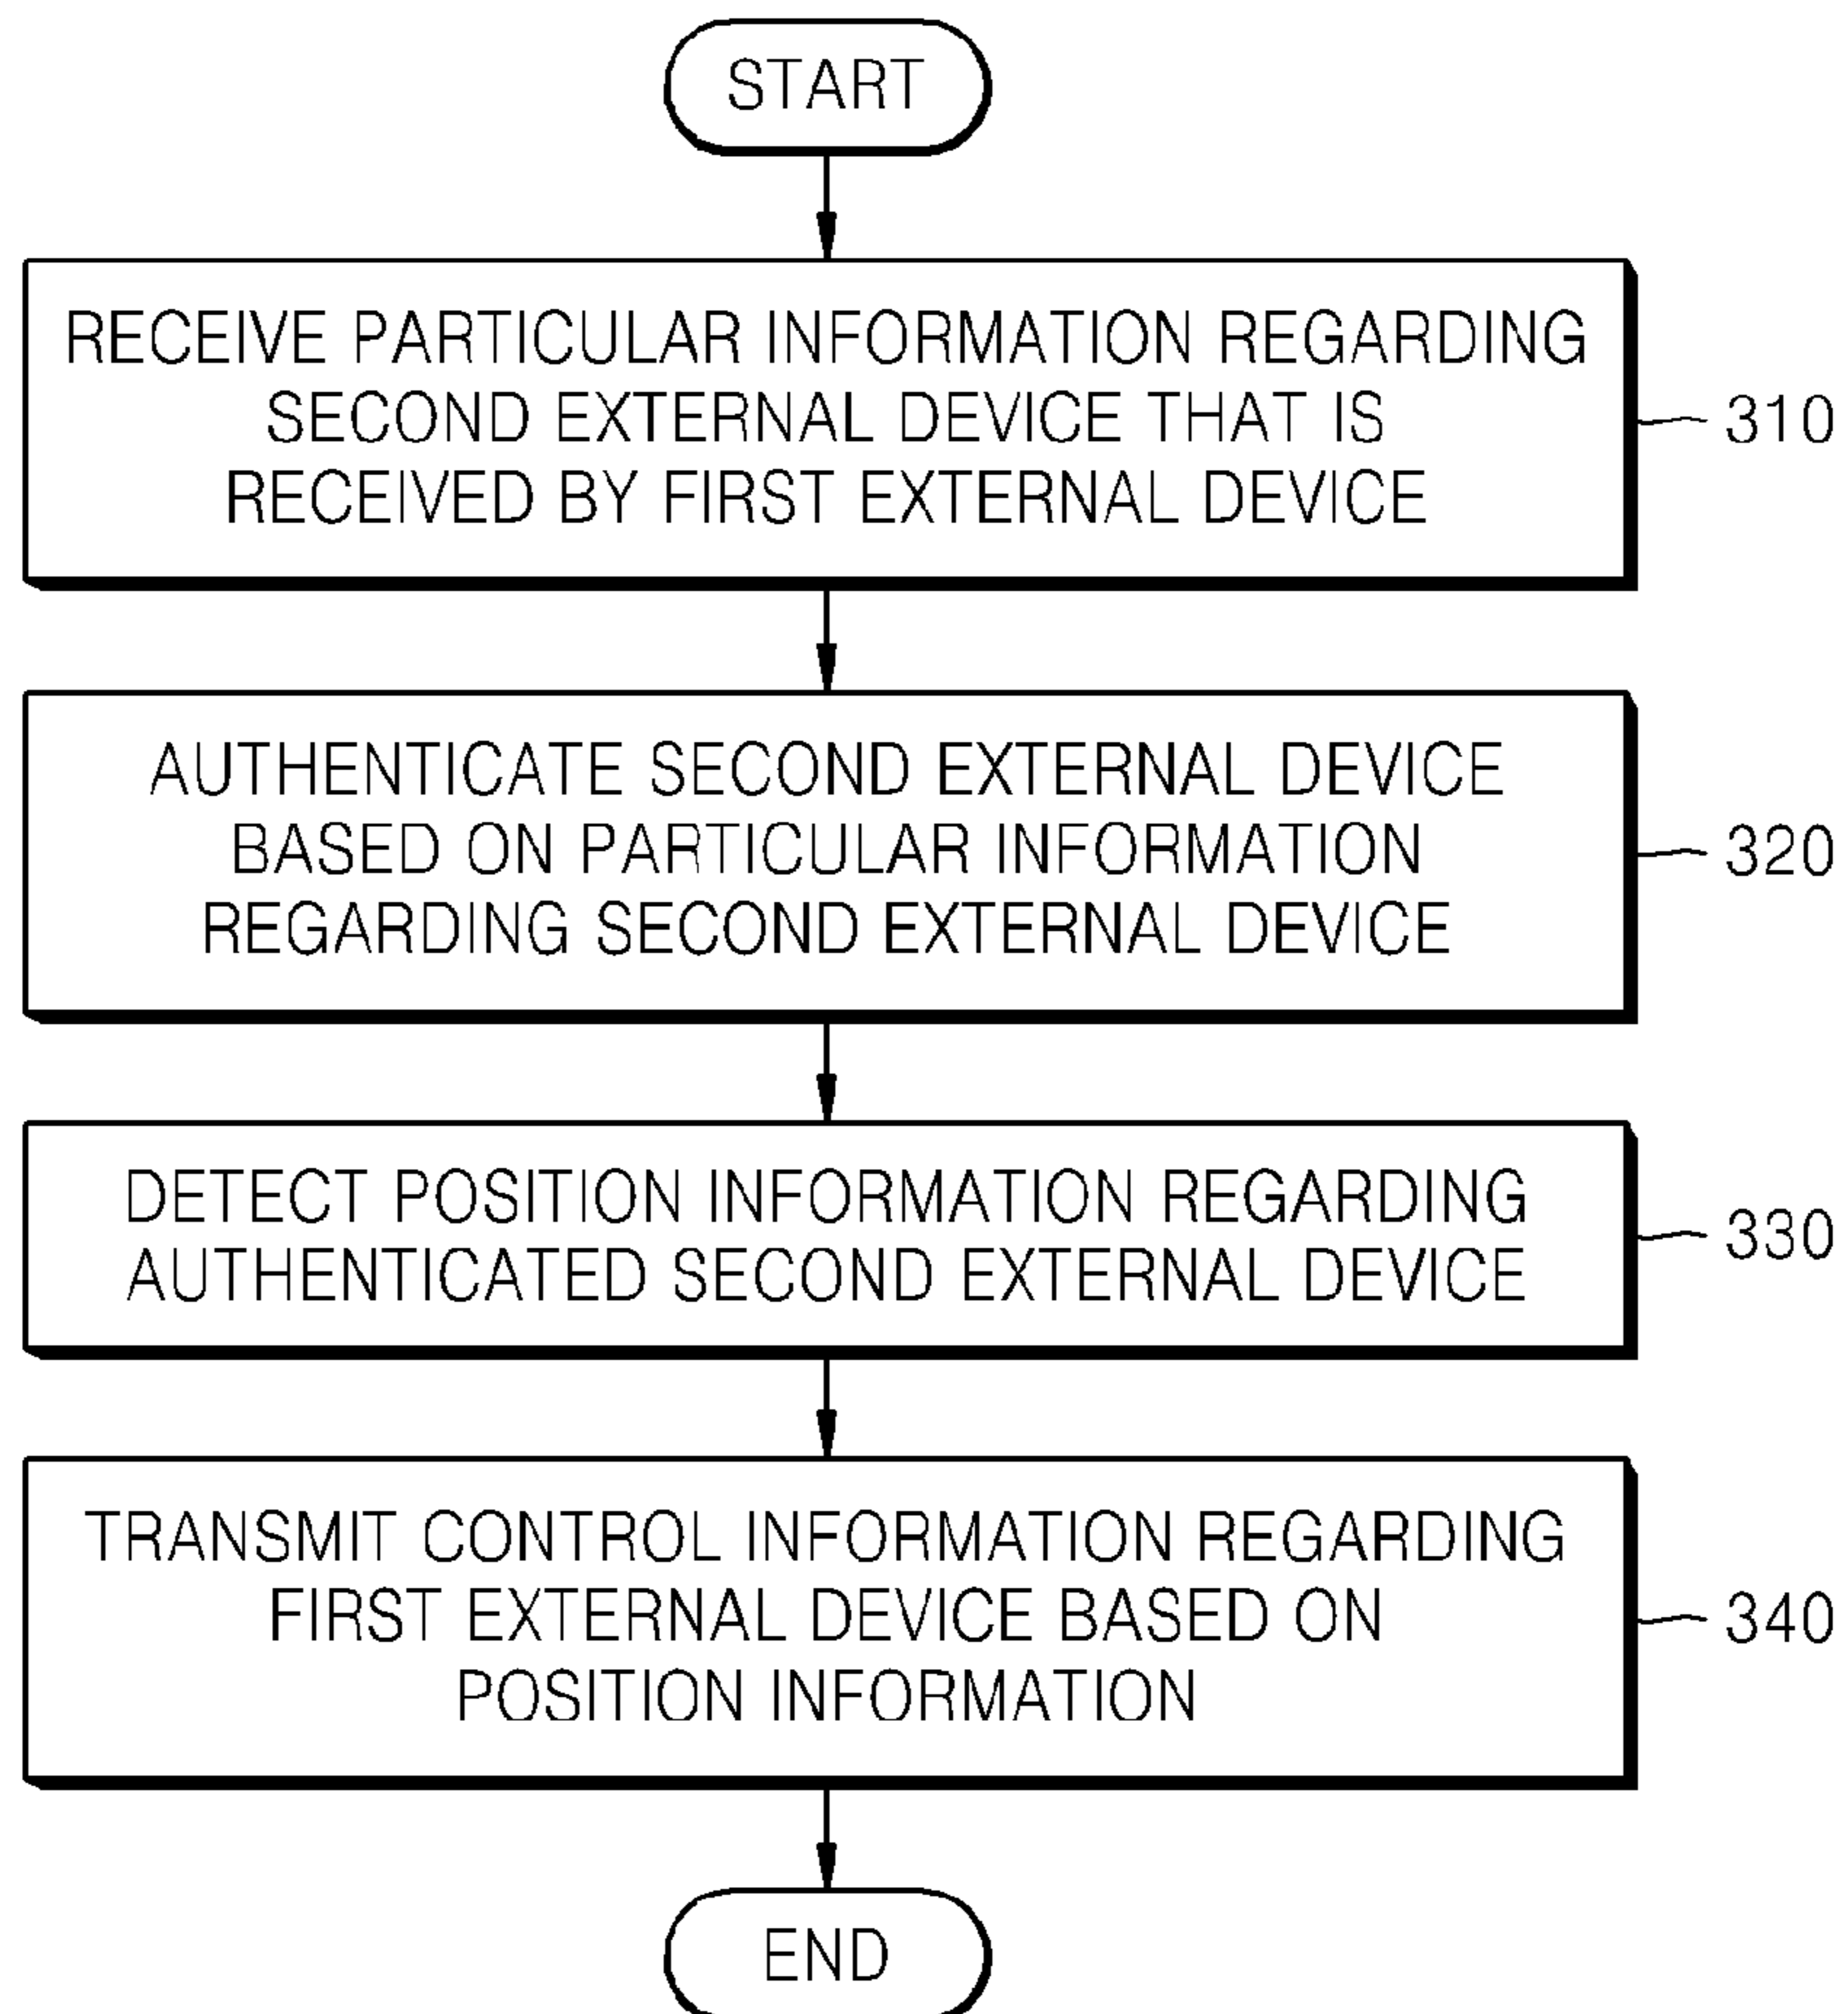 START
RECEIVE PARTICULAR INFORMATION REGARDING
SECOND EXTERNAL DEVICE THAT IS
RECEIVED BY FIRST EXTERNAL DEVICE
310
AUTHENTICATE SECOND EXTERNAL DEVICE
BASED ON PARTICULAR INFORMATION
REGARDING SECOND EXTERNAL DEVICE
320
DETECT POSITION INFORMATION REGARDING
AUTHENTICATED SECOND EXTERNAL DEVICE
330
TRANSMIT CONTROL INFORMATION REGARDING
FIRST EXTERNAL DEVICE BASED ON
POSITION INFORMATION
340
END